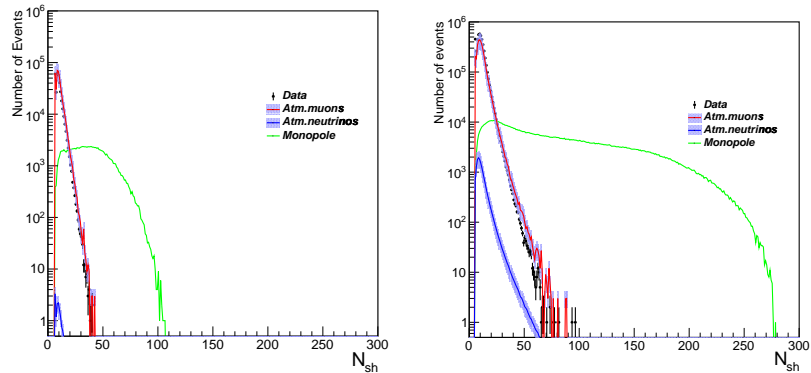 Number of Events
10^6
10^5
10^4
10^3
10^2
10
1
0 50 100 150 200 250 300
N_sh
Data
Atm.muons
Atm.neutrinos
Monopole
Number of events
10^6
10^5
10^4
10^3
10^2
10
1
0 50 100 150 200 250 300
N_sh
Data
Atm.muons
Atm.neutrinos
Monopole